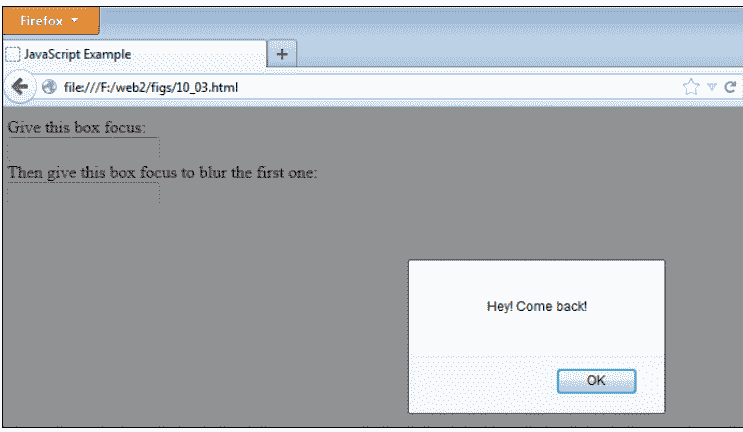 Firefox
JavaScript Example
file:///F:/web2/figs/10_03.html
Give this box focus:
Then give this box focus to blur the first one:
Hey! Come back!
OK